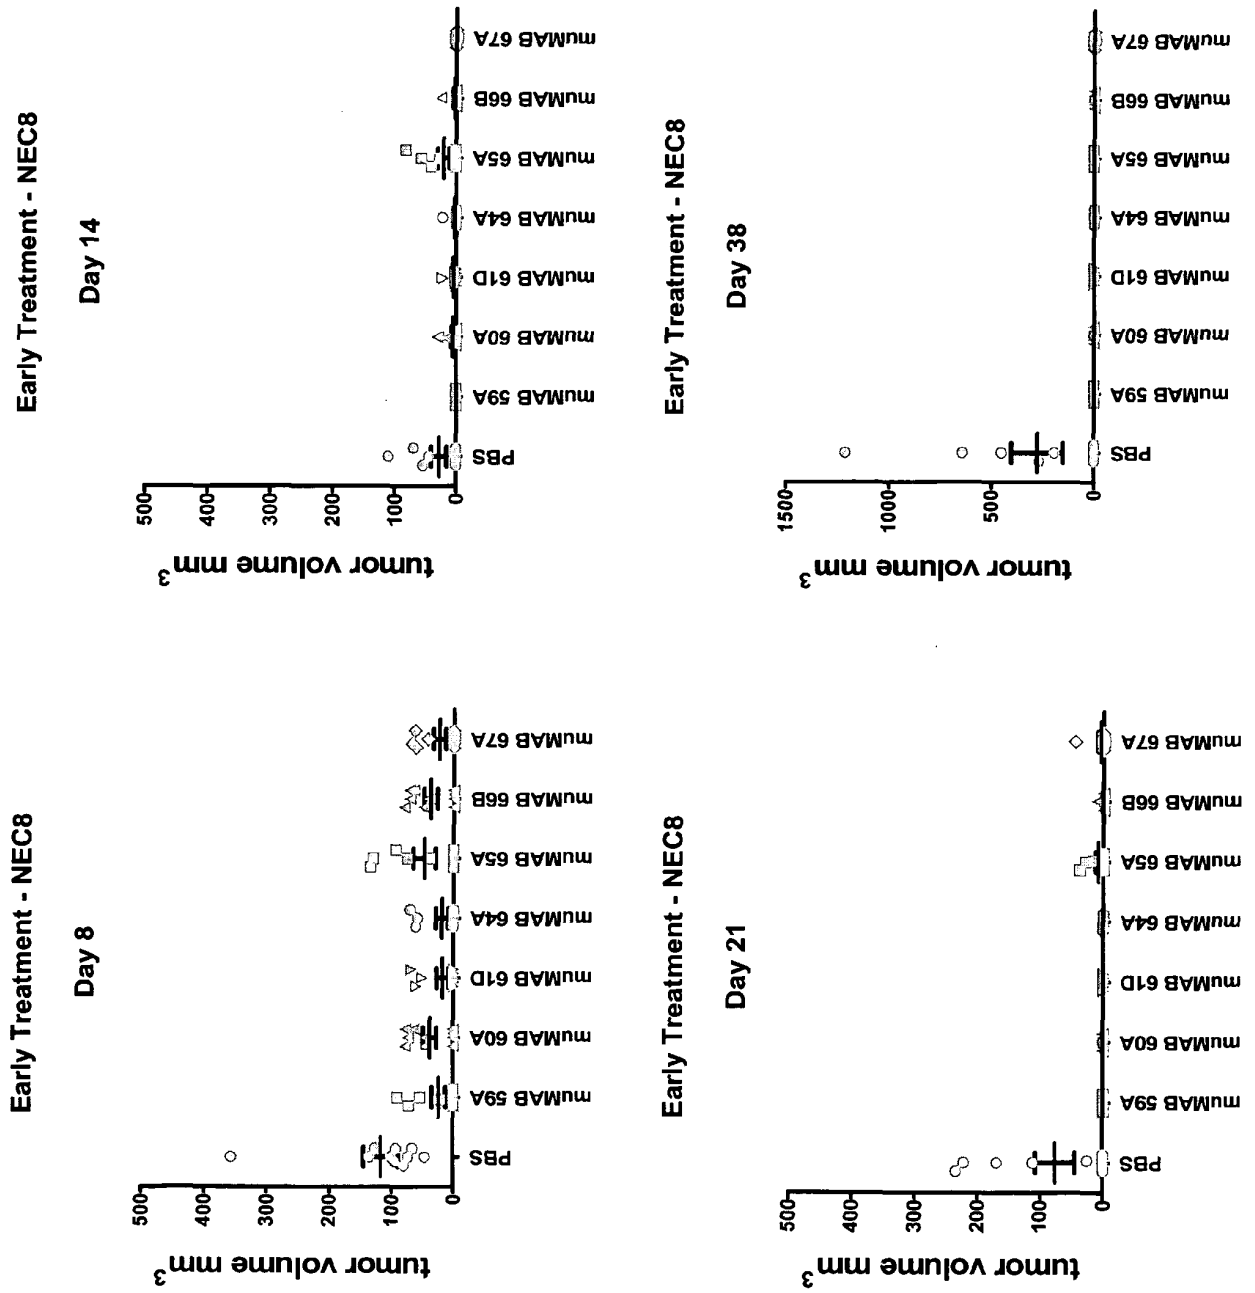 Early Treatment - NEC8
Day 8
tumor volume mm³
500
400
300
200
100
0
PBS
muMAB 59A
muMAB 60A
muMAB 61D
muMAB 64A
muMAB 65A
muMAB 66B
muMAB 67A
Early Treatment - NEC8
Day 14
tumor volume mm³
500
400
300
200
100
0
PBS
muMAB 59A
muMAB 60A
muMAB 61D
muMAB 64A
muMAB 65A
muMAB 66B
muMAB 67A
Early Treatment - NEC8
Day 21
tumor volume mm³
500
400
300
200
100
0
PBS
muMAB 59A
muMAB 60A
muMAB 61D
muMAB 64A
muMAB 65A
muMAB 66B
muMAB 67A
Early Treatment - NEC8
Day 38
tumor volume mm³
1500
1000
500
0
PBS
muMAB 59A
muMAB 60A
muMAB 61D
muMAB 64A
muMAB 65A
muMAB 66B
muMAB 67A